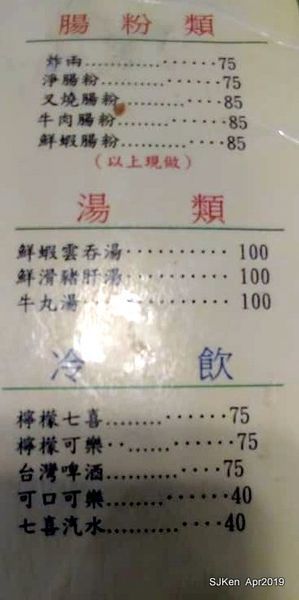 腸粉類
炸雨............75
淨腸粉............75
叉燒腸粉............85
牛肉腸粉............85
鮮蝦腸粉............85
(以上現做)
湯類
鮮蝦雲吞湯............100
鮮滑豬肝湯............100
牛丸湯............100
冷飲
檸檬七喜............75
檸檬可樂............75
台灣啤酒............75
可口可樂............40
七喜汽水............40
SJKen Apr2019